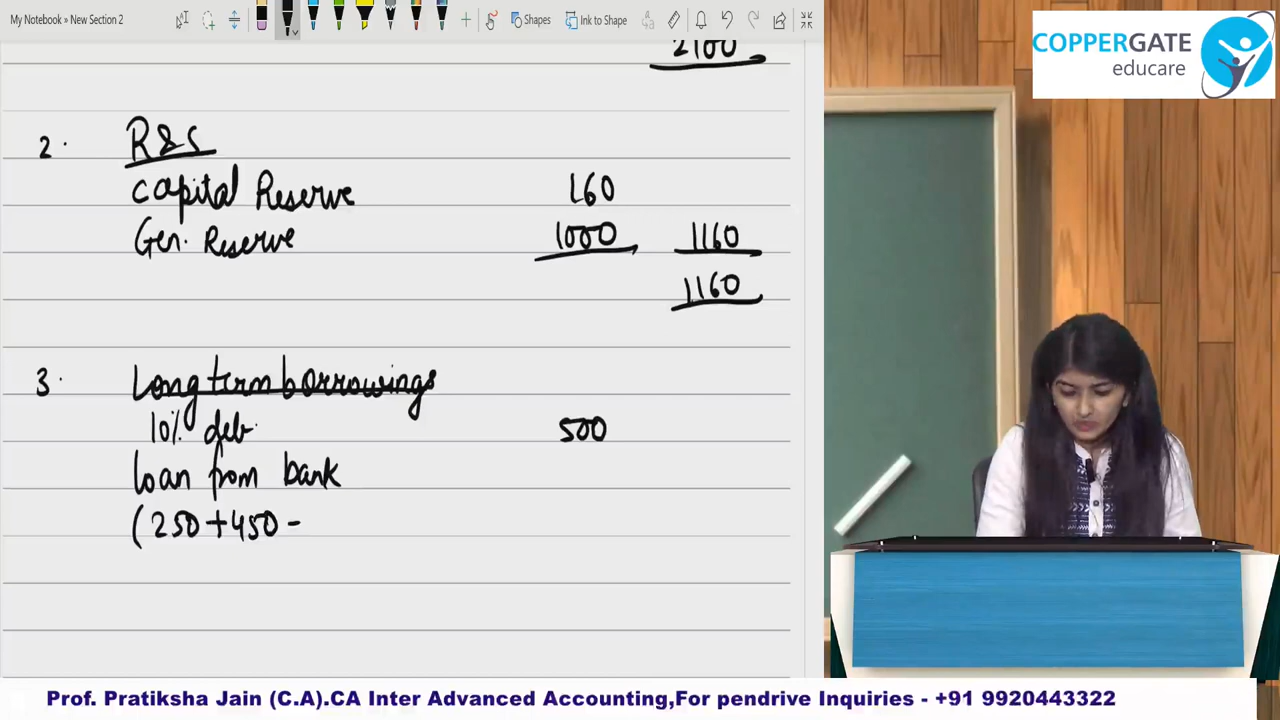 My Notebook » New Section 2
Shapes
Ink to Shape
COPPERGATE
educare
2100
2. R&S
Capital Reserve 160
Gen. Reserve 1000 1160
1160
3. Long term borrowings
10% deb. 500
loan from bank
(250+450-
Prof. Pratiksha Jain (C.A).CA Inter Advanced Accounting,For pendrive Inquiries - +91 9920443322